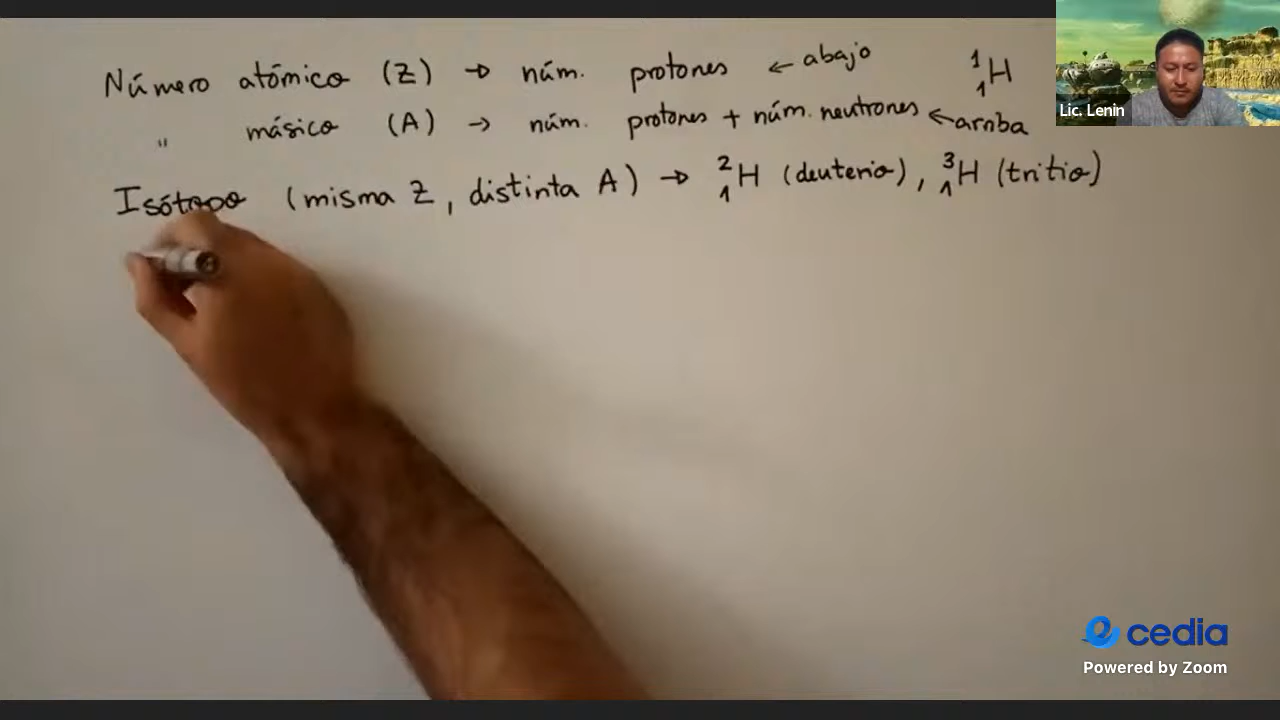 Número atómico (Z) → núm. protones ← abajo ¹₁H
" másico (A) → núm. protones + núm. neutrones ← arriba
Isótopo (misma Z, distinta A) → ²₁H (deuterio), ³₁H (tritio)
Lic. Lenin
cedia
Powered by Zoom